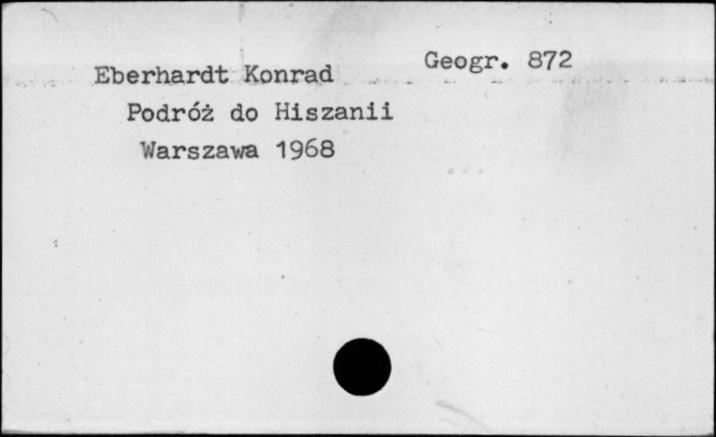 Geogr. 872
Eberhardt Konrad
Podróż do Hiszanii
Warszawa 1968